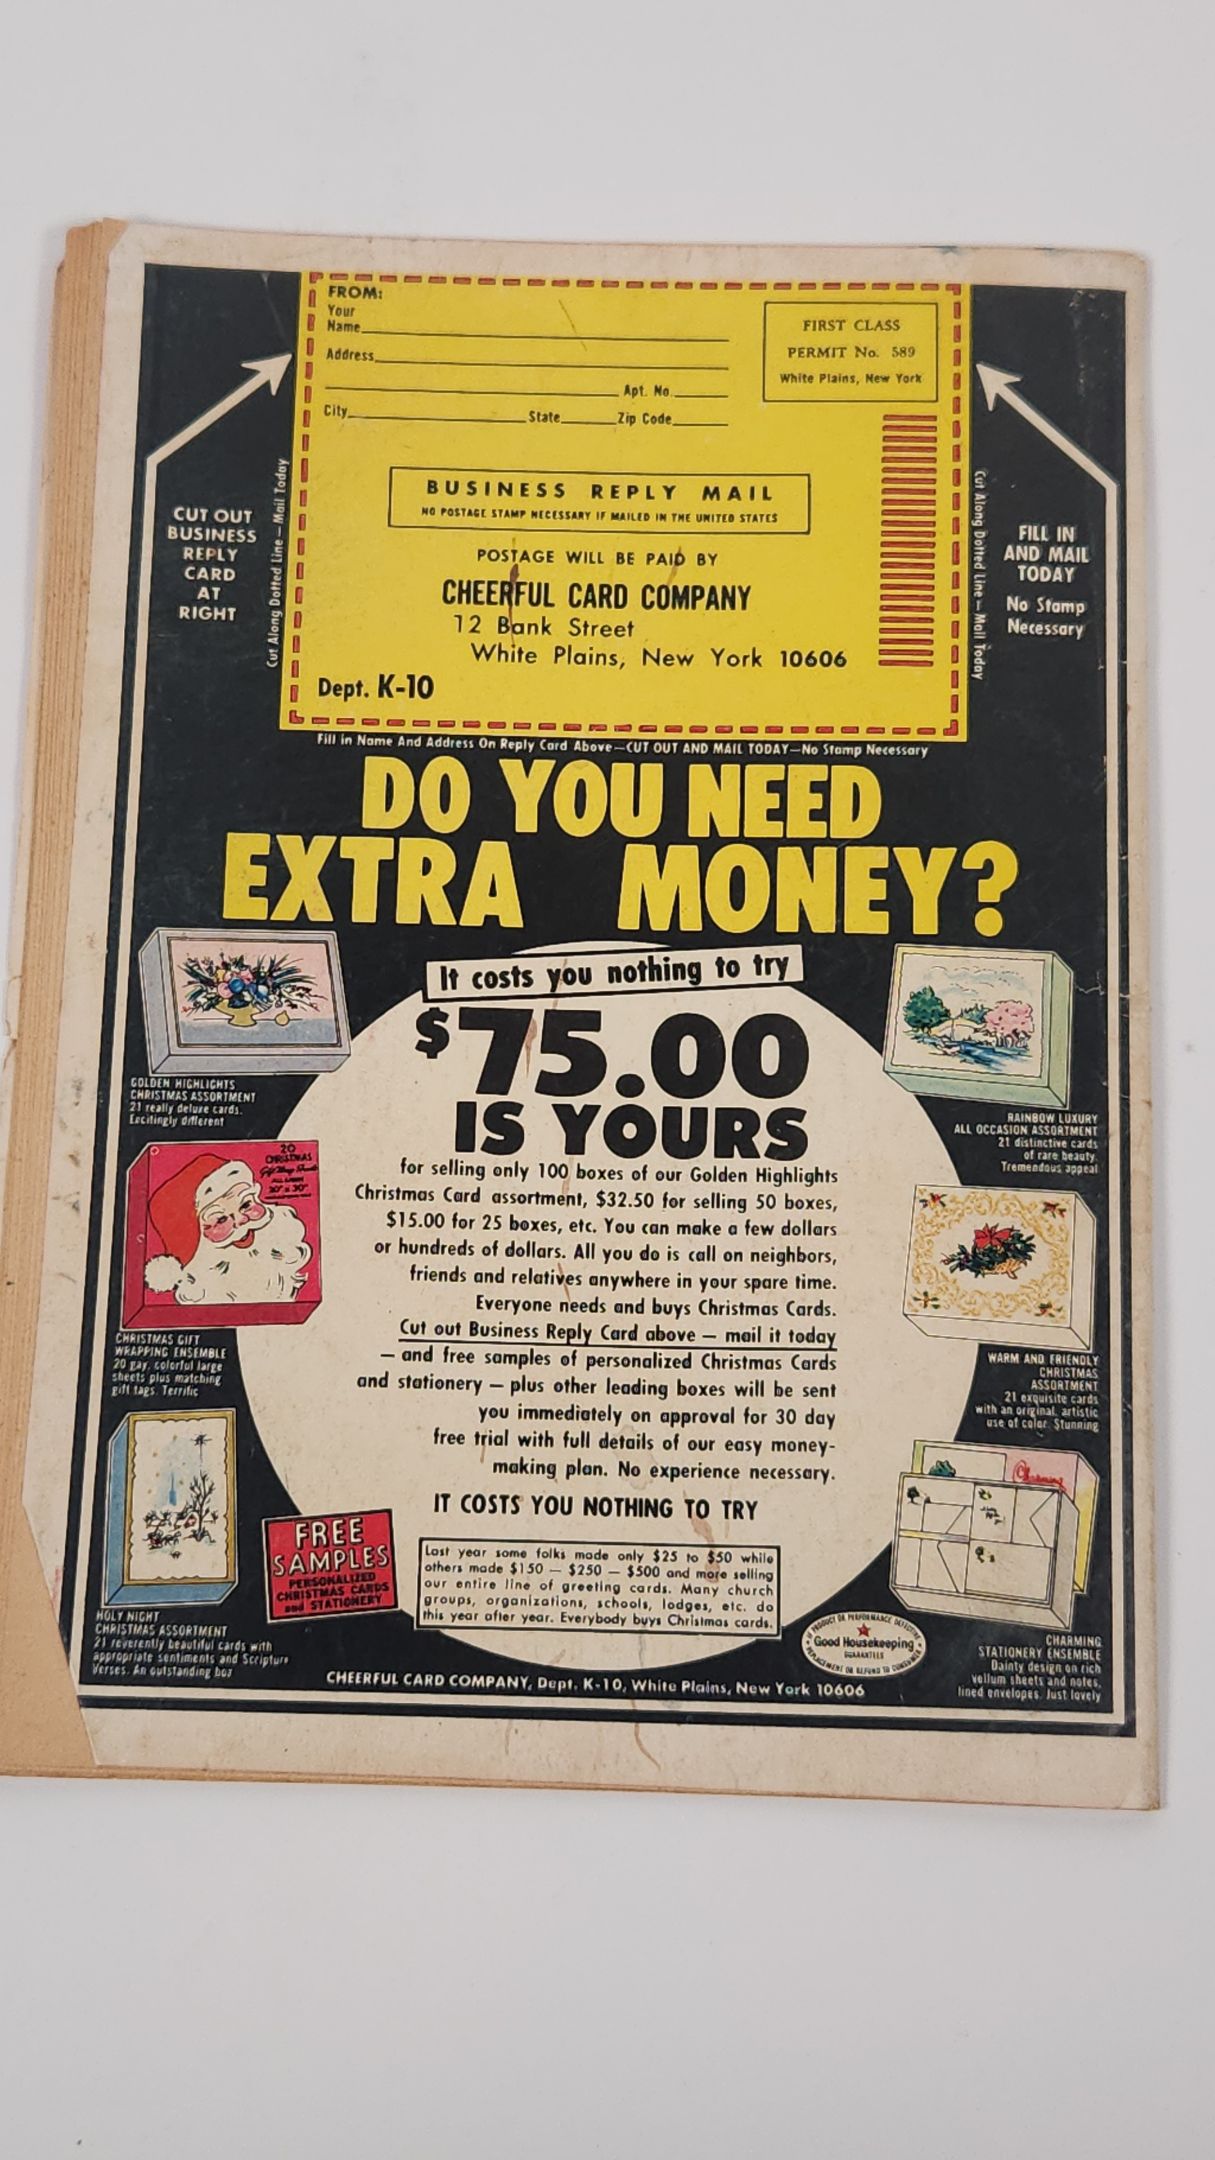 FROM:
Your
Name
Address
Apt. No.
City State Zip Code
FIRST CLASS
PERMIT No. 589
White Plains, New York
BUSINESS REPLY MAIL
NO POSTAGE STAMP NECESSARY IF MAILED IN THE UNITED STATES
POSTAGE WILL BE PAID BY
CHEERFUL CARD COMPANY
12 Bank Street
White Plains, New York 10606
Dept. K-10
CUT OUT
BUSINESS
REPLY
CARD
AT
RIGHT
Cut Along Dotted Line — Mail Today
Cut Along Dotted Line — Mail Today
FILL IN
AND MAIL
TODAY
No Stamp
Necessary
Fill in Name And Address On Reply Card Above—CUT OUT AND MAIL TODAY—No Stamp Necessary
DO YOU NEED
EXTRA MONEY?
It costs you nothing to try
$75.00
IS YOURS
for selling only 100 boxes of our Golden Highlights
Christmas Card assortment, $32.50 for selling 50 boxes,
$15.00 for 25 boxes, etc. You can make a few dollars
or hundreds of dollars. All you do is call on neighbors,
friends and relatives anywhere in your spare time.
Everyone needs and buys Christmas Cards.
Cut out Business Reply Card above — mail it today
— and free samples of personalized Christmas Cards
and stationery — plus other leading boxes will be sent
you immediately on approval for 30 day
free trial with full details of our easy money-
making plan. No experience necessary.
IT COSTS YOU NOTHING TO TRY
Last year some folks made only $25 to $50 while
others made $150 — $250 — $500 and more selling
our entire line of greeting cards. Many church
groups, organizations, schools, lodges, etc. do
this year after year. Everybody buys Christmas cards.
GOLDEN HIGHLIGHTS
CHRISTMAS ASSORTMENT
21 really deluxe cards.
Excitingly different
20
CHRISTMAS
20" x 30"
CHRISTMAS GIFT
WRAPPING ENSEMBLE
20 gay, colorful large
sheets plus matching
gift tags. Terrific
HOLY NIGHT
CHRISTMAS ASSORTMENT
21 reverently beautiful cards with
appropriate sentiments and Scripture
Verses. An outstanding box
FREE
SAMPLES
PERSONALIZED
CHRISTMAS CARDS
and STATIONERY
RAINBOW LUXURY
ALL OCCASION ASSORTMENT
21 distinctive cards
of rare beauty.
Tremendous appeal
WARM AND FRIENDLY
CHRISTMAS
ASSORTMENT
21 exquisite cards
with an original, artistic
use of color. Stunning
Charming
CHARMING
STATIONERY ENSEMBLE
Dainty design on rich
vellum sheets and notes,
lined envelopes. Just lovely
IF PRODUCT OR PERFORMANCE DEFECTIVE
Good Housekeeping
GUARANTEES
REPLACEMENT OR REFUND TO CONSUMER
CHEERFUL CARD COMPANY, Dept. K-10, White Plains, New York 10606